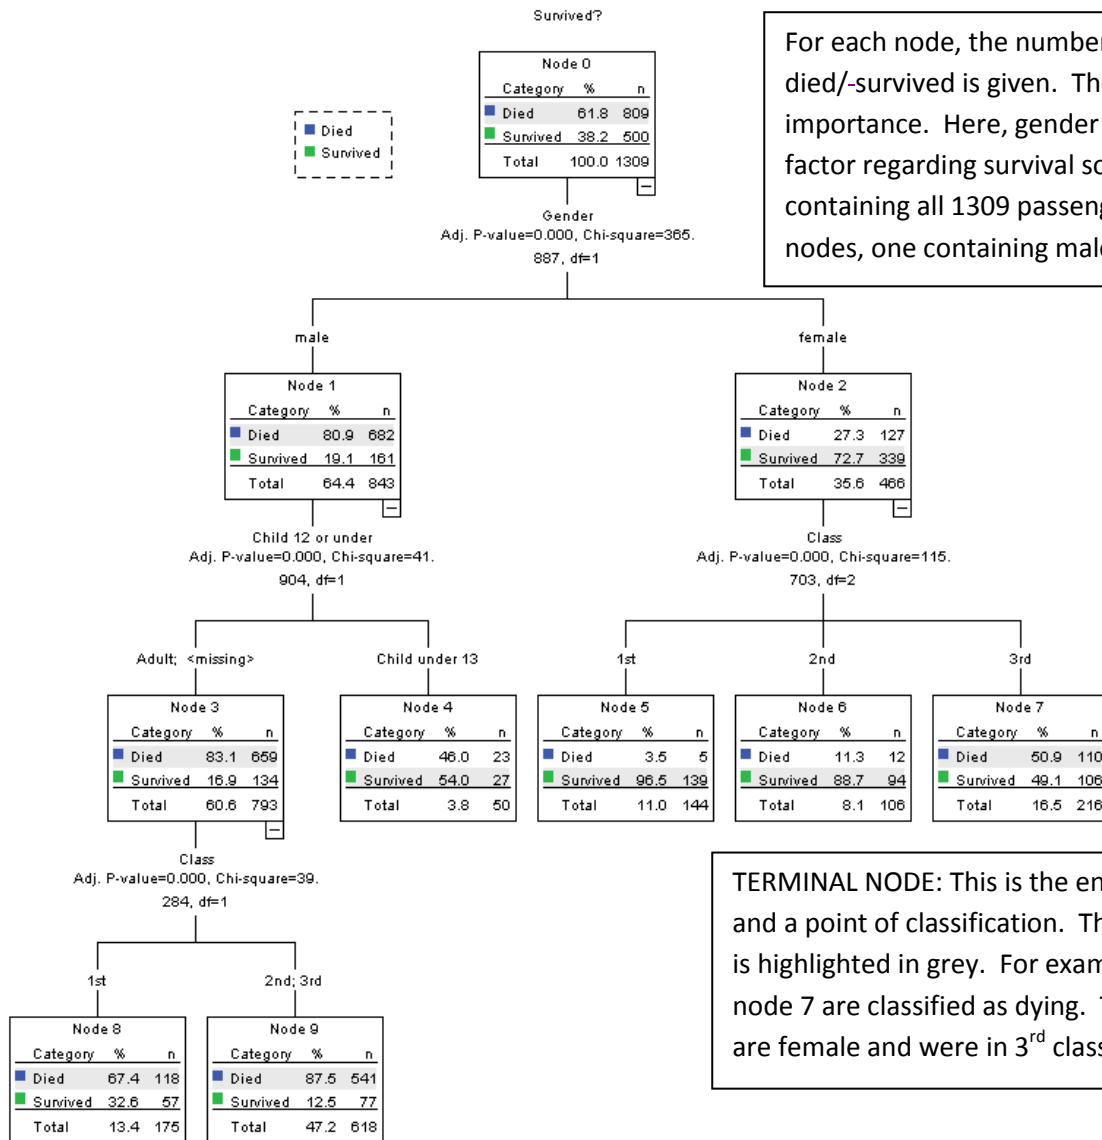 Survived?
Node 0
Category % n
Died 61.8 809
Survived 38.2 500
Total 100.0 1309
Died
Survived
For each node, the number
died/-survived is given. The
importance. Here, gender
factor regarding survival so
containing all 1309 passeng
nodes, one containing male
Gender
Adj. P-value=0.000, Chi-square=365.
887, df=1
male
female
Node 1
Category % n
Died 80.9 682
Survived 19.1 161
Total 64.4 843
Node 2
Category % n
Died 27.3 127
Survived 72.7 339
Total 35.6 466
Child 12 or under
Adj. P-value=0.000, Chi-square=41.
904, df=1
Class
Adj. P-value=0.000, Chi-square=115.
703, df=2
Adult; <missing>
Child under 13
1st
2nd
3rd
Node 3
Category % n
Died 83.1 659
Survived 16.9 134
Total 60.6 793
Node 4
Category % n
Died 46.0 23
Survived 54.0 27
Total 3.8 50
Node 5
Category % n
Died 3.5 5
Survived 96.5 139
Total 11.0 144
Node 6
Category % n
Died 11.3 12
Survived 88.7 94
Total 8.1 106
Node 7
Category % n
Died 50.9 110
Survived 49.1 106
Total 16.5 216
Class
Adj. P-value=0.000, Chi-square=39.
284, df=1
1st
2nd; 3rd
Node 8
Category % n
Died 67.4 118
Survived 32.6 57
Total 13.4 175
Node 9
Category % n
Died 87.5 541
Survived 12.5 77
Total 47.2 618
TERMINAL NODE: This is the en
and a point of classification. Th
is highlighted in grey. For exam
node 7 are classified as dying. T
are female and were in 3rd class